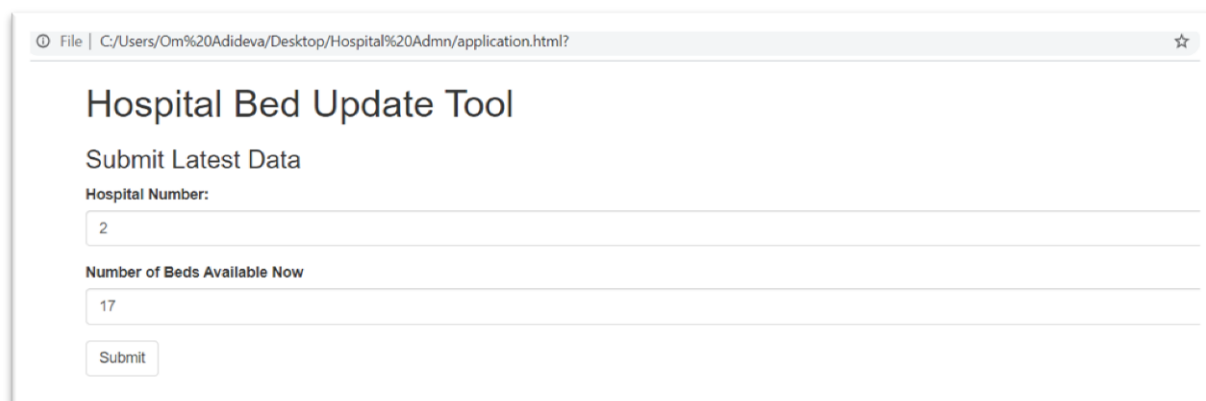 File | C:/Users/Om%20Adideva/Desktop/Hospital%20Admn/application.html?
Hospital Bed Update Tool
Submit Latest Data
Hospital Number:
2
Number of Beds Available Now
17
Submit